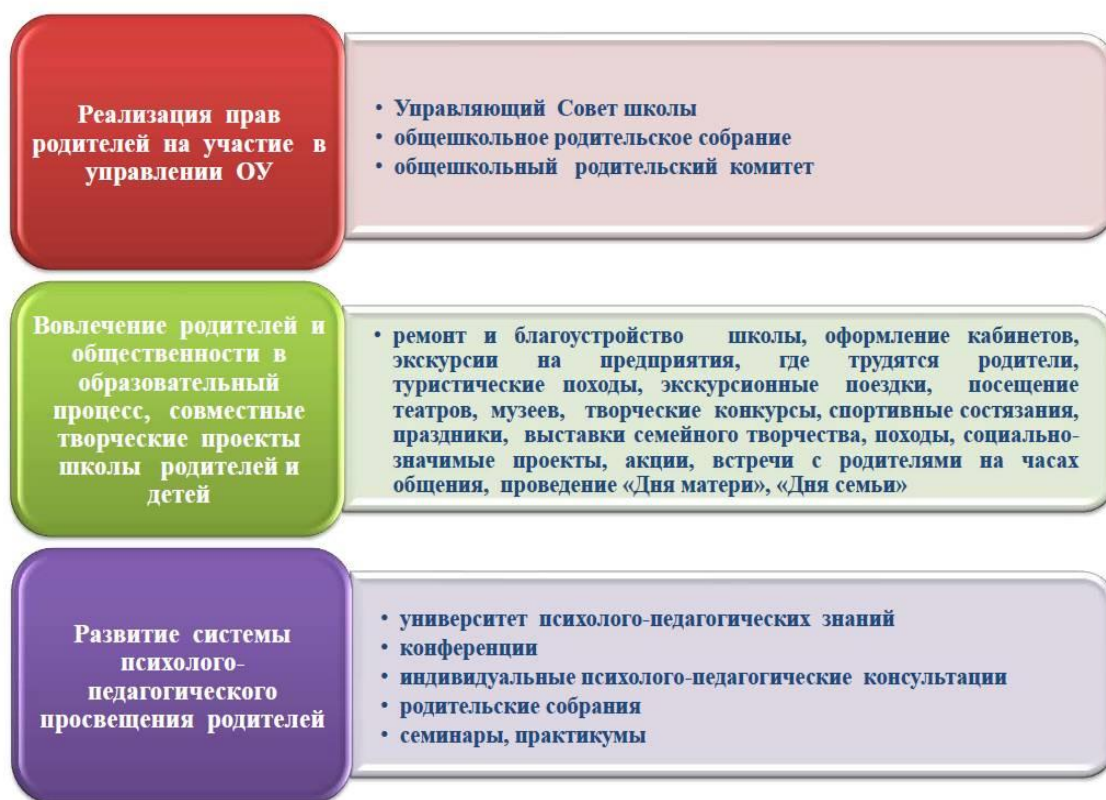 Реализация прав
родителей на участие в
управлении ОУ
• Управляющий Совет школы
• общешкольное родительское собрание
• общешкольный родительский комитет
Вовлечение родителей и
общественности в
образовательный
процесс, совместные
творческие проекты
школы родителей и
детей
• ремонт и благоустройство школы, оформление кабинетов,
экскурсии на предприятия, где трудятся родители,
туристические походы, экскурсионные поездки, посещение
театров, музеев, творческие конкурсы, спортивные состязания,
праздники, выставки семейного творчества, походы, социально-
значимые проекты, акции, встречи с родителями на часах
общения, проведение «Дня матери», «Дня семьи»
Развитие системы
психолого-
педагогического
просвещения родителей
• университет психолого-педагогических знаний
• конференции
• индивидуальные психолого-педагогические консультации
• родительские собрания
• семинары, практикумы